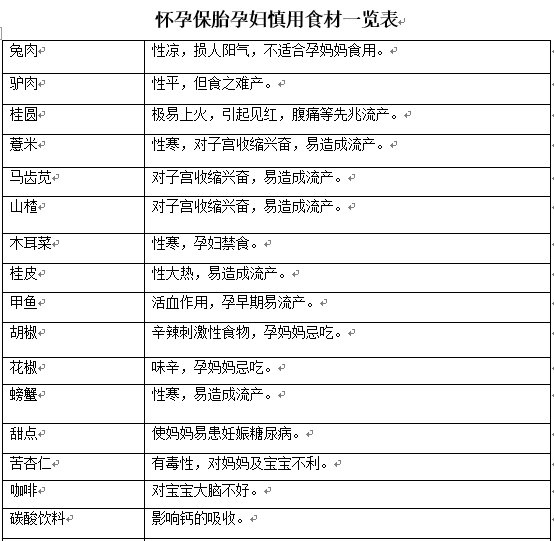 怀孕保胎孕妇慎用食材一览表
兔肉 性凉，损人阳气，不适合孕妈妈食用。
驴肉 性平，但食之难产。
桂圆 极易上火，引起见红，腹痛等先兆流产。
薏米 性寒，对子宫收缩兴奋，易造成流产。
马齿苋 对子宫收缩兴奋，易造成流产。
山楂 对子宫收缩兴奋，易造成流产。
木耳菜 性寒，孕妇禁食。
桂皮 性大热，易造成流产。
甲鱼 活血作用，孕早期易流产。
胡椒 辛辣刺激性食物，孕妈妈忌吃。
花椒 味辛，孕妈妈忌吃。
螃蟹 性寒，易造成流产。
甜点 使妈妈易患妊娠糖尿病。
苦杏仁 有毒性，对妈妈及宝宝不利。
咖啡 对宝宝大脑不好。
碳酸饮料 影响钙的吸收。